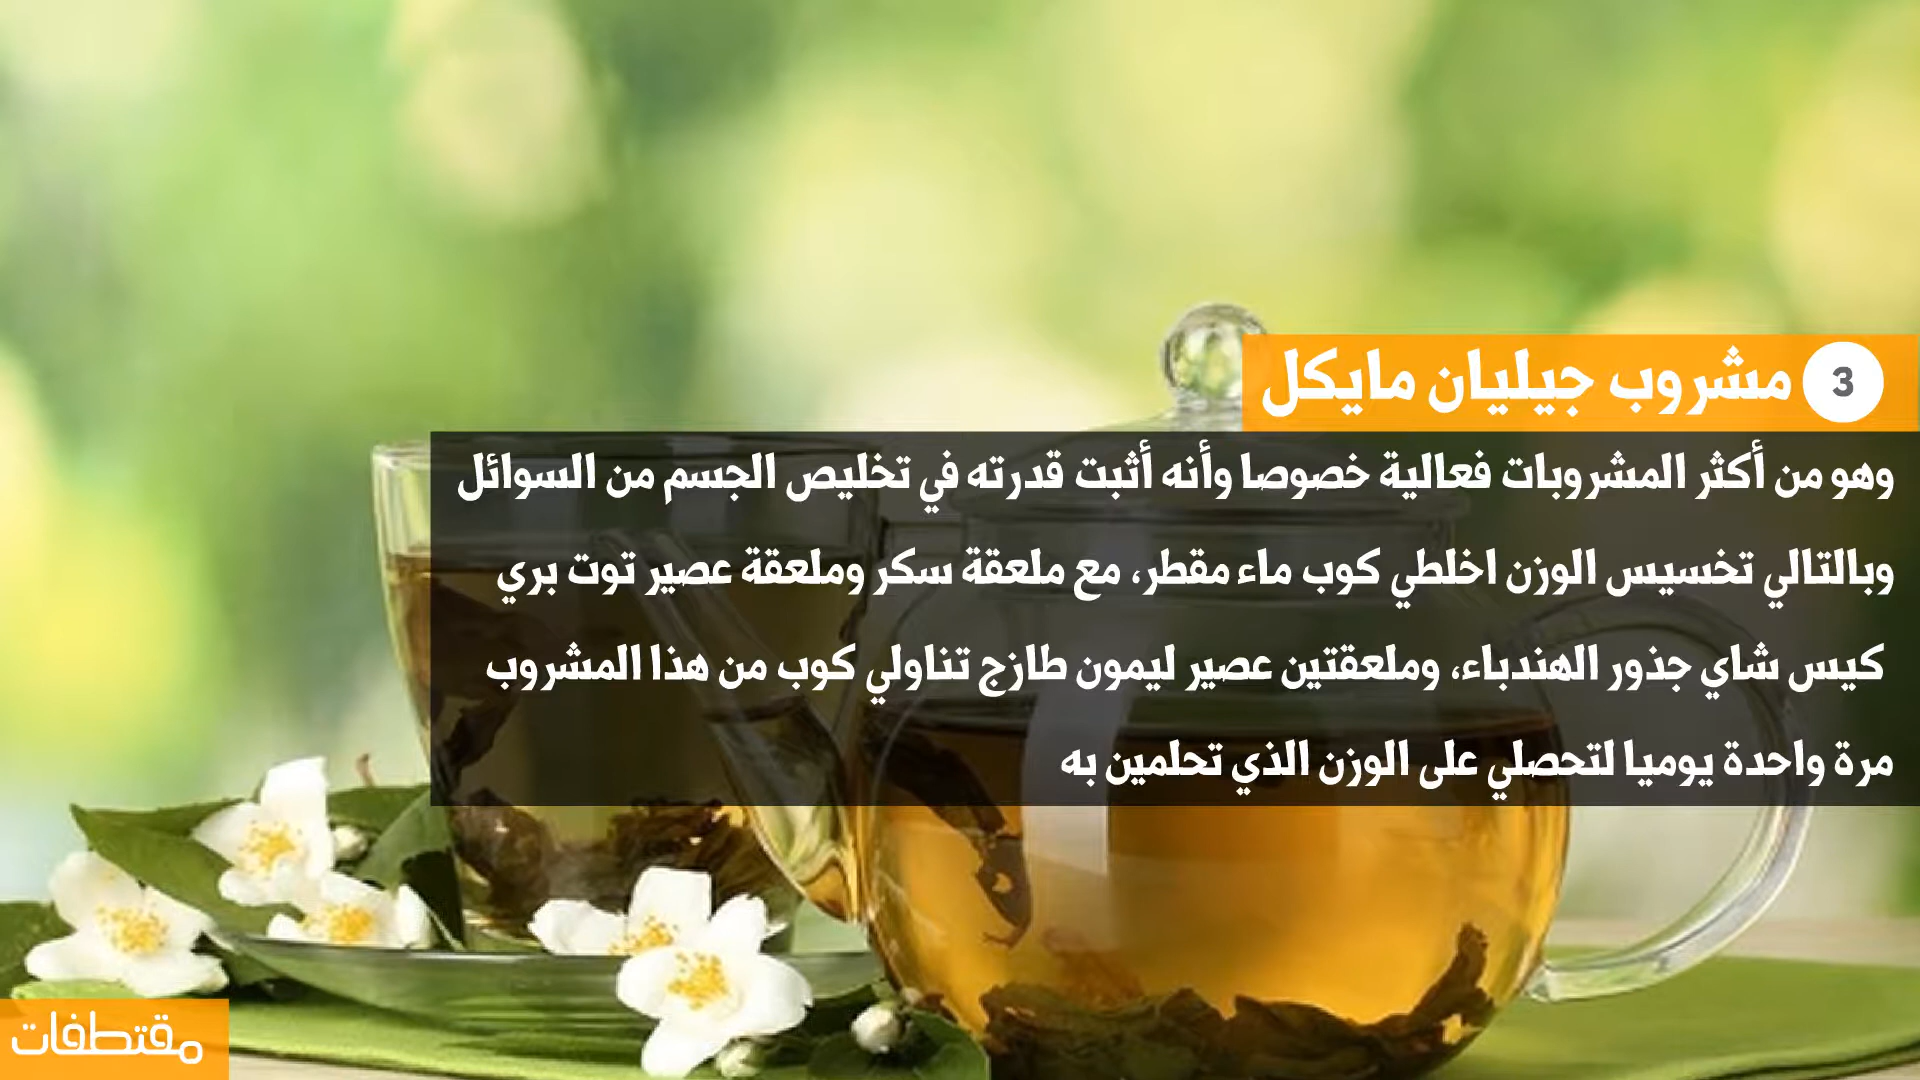 3 مشروب جيليان مايكل
وهو من أكثر المشروبات فعالية خصوصا وأنه أثبت قدرته في تخليص الجسم من السوائل
وبالتالي تخسيس الوزن اخلطي كوب ماء مقطر، مع ملعقة سكر وملعقة عصير توت بري
كيس شاي جذور الهندباء، وملعقتين عصير ليمون طازج تناولي كوب من هذا المشروب
مرة واحدة يوميا لتحصلي على الوزن الذي تحلمين به
مقتطفات